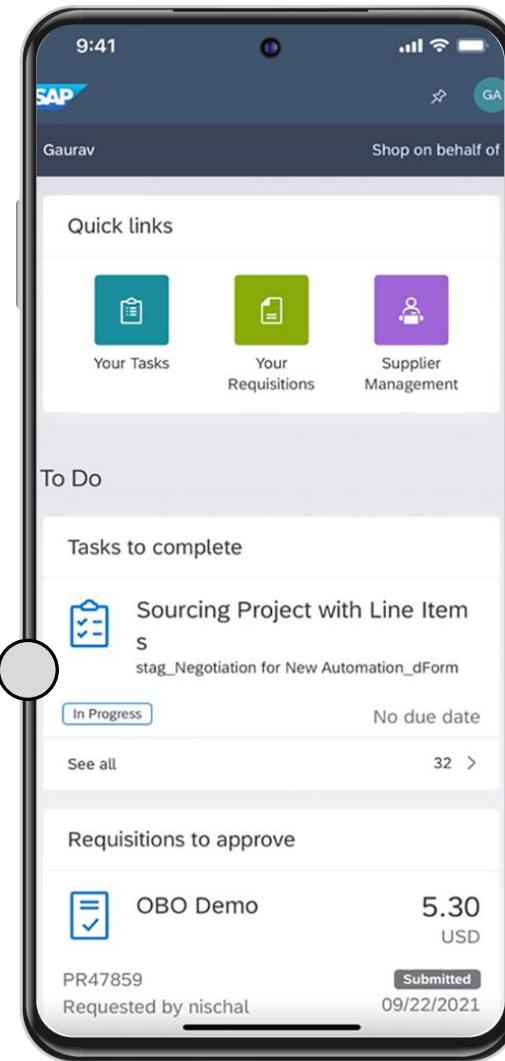 9:41
SAP
GA
Gaurav Shop on behalf of
Quick links
Your Tasks
Your
Requisitions
Supplier
Management
To Do
Tasks to complete
Sourcing Project with Line Item
s
stag_Negotiation for New Automation_dForm
In Progress No due date
See all 32
Requisitions to approve
OBO Demo 5.30
USD
PR47859 Submitted
Requested by nischal 09/22/2021